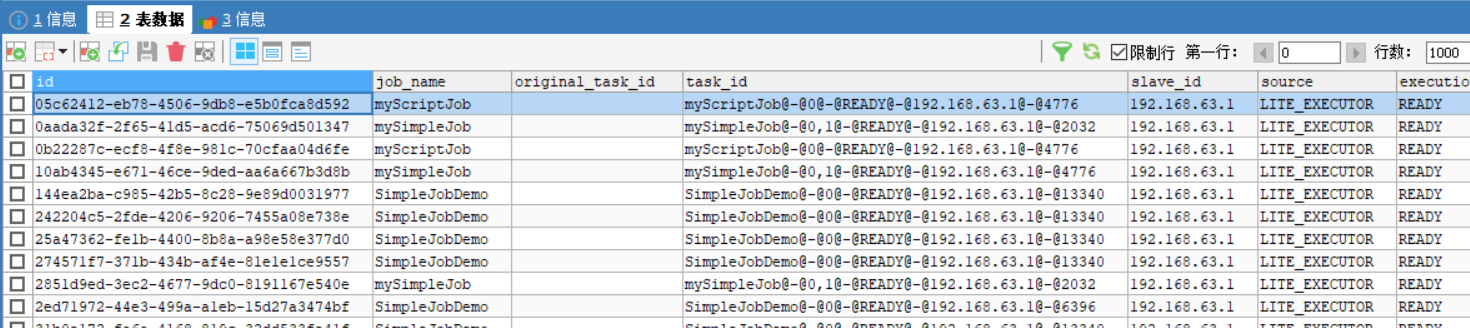 1 信息 2 表数据 3 信息
限制行 第一行： 0 行数： 1000
id job_name original_task_id task_id slave_id source executio
05c62412-eb78-4506-9db8-e5b0fca8d592 myScriptJob myScriptJob@-@0@-@READY@-@192.168.63.1@-@4776 192.168.63.1 LITE_EXECUTOR READY
0aada32f-2f65-41d5-acd6-75069d501347 mySimpleJob mySimpleJob@-@0,1@-@READY@-@192.168.63.1@-@2032 192.168.63.1 LITE_EXECUTOR READY
0b22287c-ecf8-4f8e-981c-70cfaa04d6fe myScriptJob myScriptJob@-@0@-@READY@-@192.168.63.1@-@4776 192.168.63.1 LITE_EXECUTOR READY
10ab4345-e671-46ce-9ded-aa6a667b3d8b mySimpleJob mySimpleJob@-@0,1@-@READY@-@192.168.63.1@-@4776 192.168.63.1 LITE_EXECUTOR READY
144ea2ba-c985-42b5-8c28-9e89d0031977 SimpleJobDemo SimpleJobDemo@-@0@-@READY@-@192.168.63.1@-@13340 192.168.63.1 LITE_EXECUTOR READY
242204c5-2fde-4206-9206-7455a08e738e SimpleJobDemo SimpleJobDemo@-@0@-@READY@-@192.168.63.1@-@13340 192.168.63.1 LITE_EXECUTOR READY
25a47362-fe1b-4400-8b8a-a98e58e377d0 SimpleJobDemo SimpleJobDemo@-@0@-@READY@-@192.168.63.1@-@13340 192.168.63.1 LITE_EXECUTOR READY
274571f7-371b-434b-af4e-81e1e1ce9557 SimpleJobDemo SimpleJobDemo@-@0@-@READY@-@192.168.63.1@-@13340 192.168.63.1 LITE_EXECUTOR READY
2851d9ed-3ec2-4677-9dc0-8191167e540e mySimpleJob mySimpleJob@-@0,1@-@READY@-@192.168.63.1@-@2032 192.168.63.1 LITE_EXECUTOR READY
2ed71972-44e3-499a-a1eb-15d27a3474bf SimpleJobDemo SimpleJobDemo@-@0@-@READY@-@192.168.63.1@-@6396 192.168.63.1 LITE_EXECUTOR READY